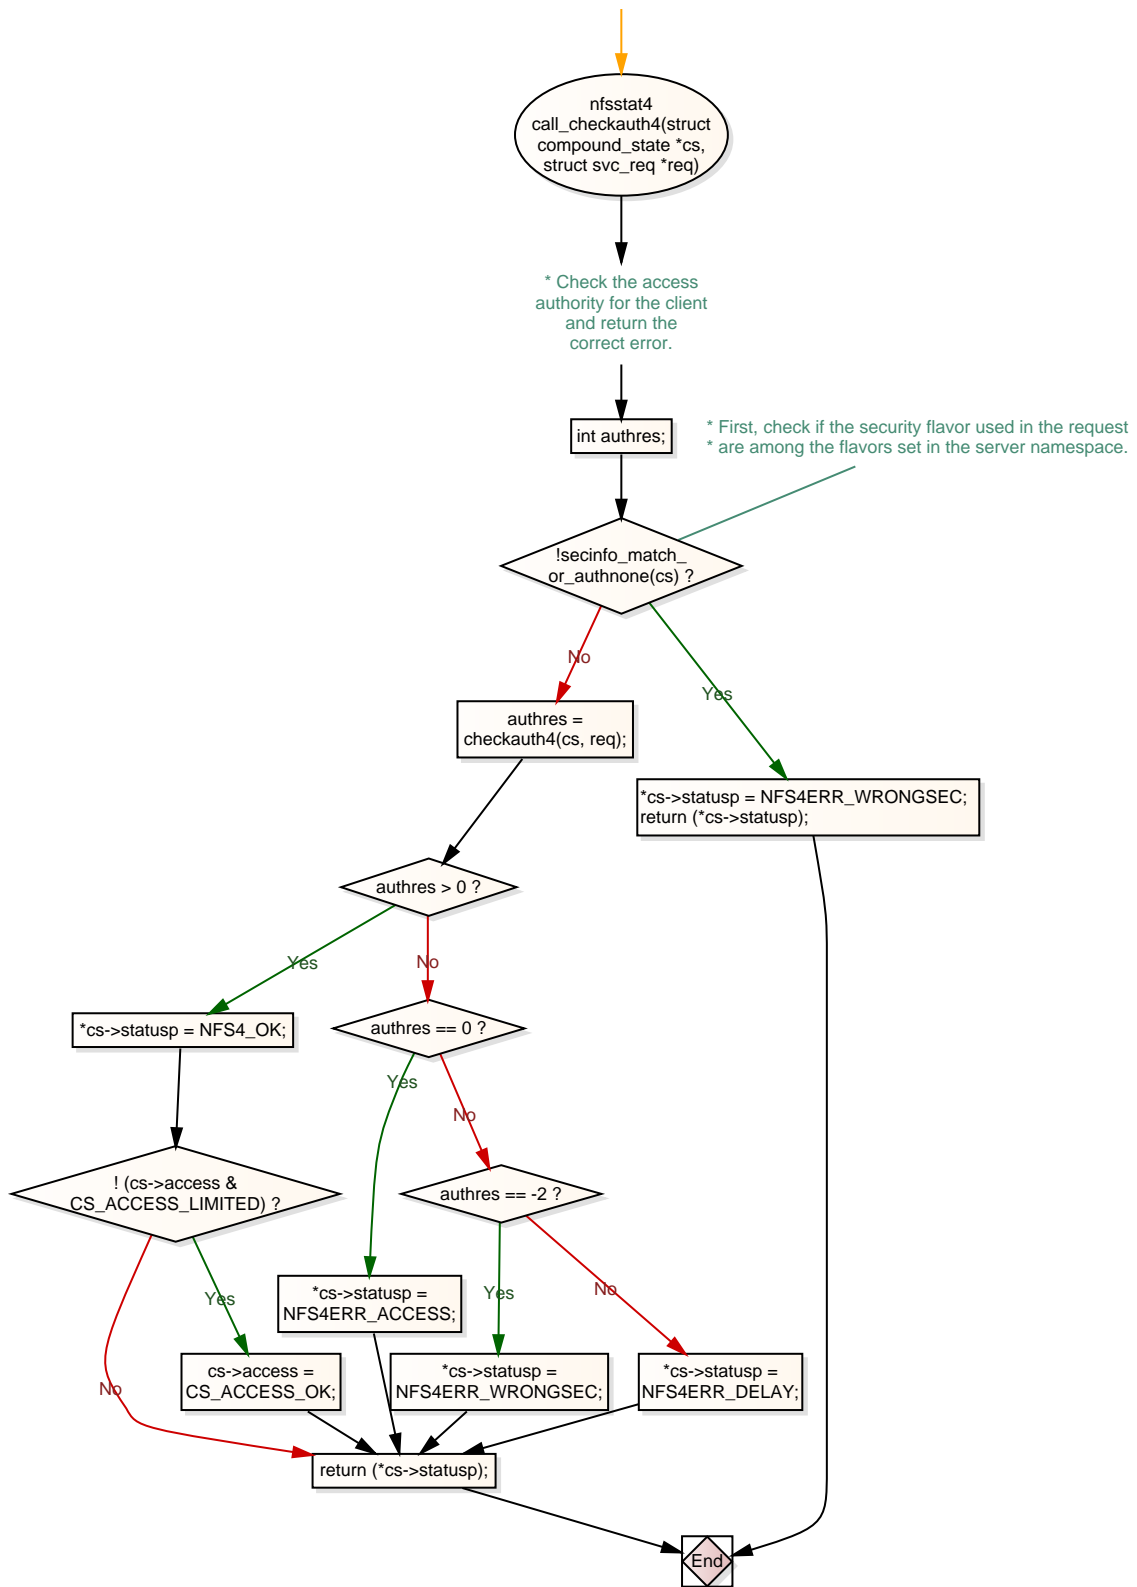 nfsstat4
call_checkauth4(struct
compound_state *cs,
struct svc_req *req)
* Check the access
authority for the client
and return the
correct error.
int authres;
* First, check if the security flavor used in the request
* are among the flavors set in the server namespace.
!secinfo_match_
or_authnone(cs) ?
No
Yes
authres =
checkauth4(cs, req);
*cs->statusp = NFS4ERR_WRONGSEC;
return (*cs->statusp);
authres > 0 ?
Yes
No
*cs->statusp = NFS4_OK;
authres == 0 ?
Yes
No
! (cs->access &
CS_ACCESS_LIMITED) ?
authres == -2 ?
Yes
Yes
No
*cs->statusp =
NFS4ERR_ACCESS;
No
cs->access =
CS_ACCESS_OK;
*cs->statusp =
NFS4ERR_WRONGSEC;
*cs->statusp =
NFS4ERR_DELAY;
return (*cs->statusp);
End